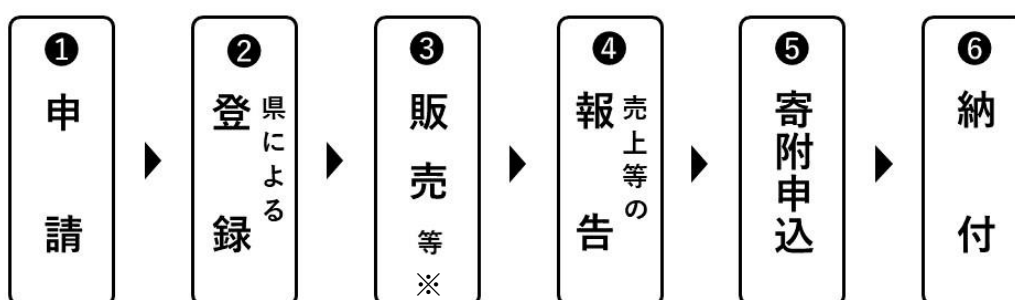 ❶
申請
❷
県による
登録
❸
販売等
※
❹
売上等の
報告
❺
寄附申込
❻
納付